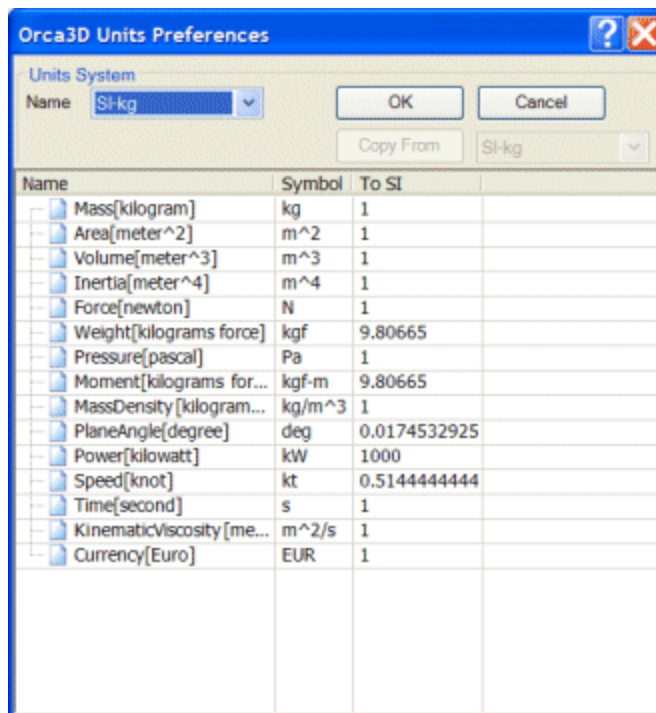 Orca3D Units Preferences
Units System
Name SI-kg OK Cancel
Copy From SI-kg
Name Symbol To SI
Mass[kilogram] kg 1
Area[meter^2] m^2 1
Volume[meter^3] m^3 1
Inertia[meter^4] m^4 1
Force[newton] N 1
Weight[kilograms force] kgf 9.80665
Pressure[pascal] Pa 1
Moment[kilograms for... kgf-m 9.80665
MassDensity[kilogram... kg/m^3 1
PlaneAngle[degree] deg 0.0174532925
Power[kilowatt] kW 1000
Speed[knot] kt 0.5144444444
Time[second] s 1
KinematicViscosity[me... m^2/s 1
Currency[Euro] EUR 1